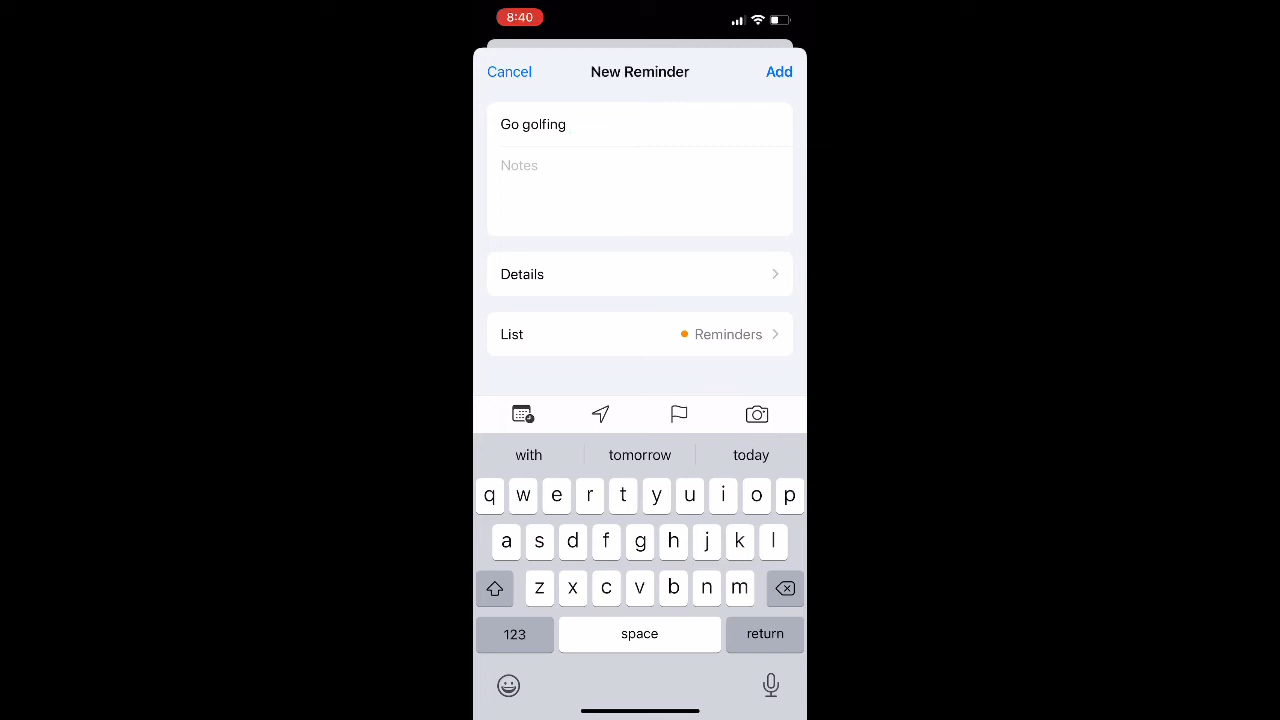 8:40
Cancel New Reminder Add
Go golfing
Notes
Details
List Reminders
with tomorrow today
q w e r t y u i o p
a s d f g h j k l
z x c v b n m
123 space return